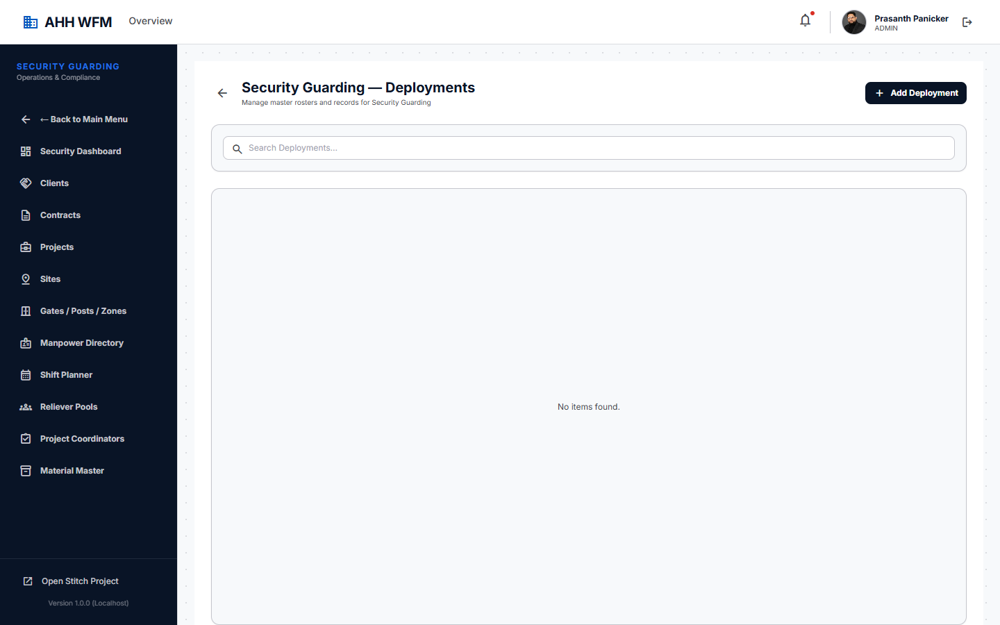 AHH WFM
Overview
Prasanth Panicker
ADMIN
SECURITY GUARDING
Operations & Compliance
← Back to Main Menu
Security Dashboard
Clients
Contracts
Projects
Sites
Gates / Posts / Zones
Manpower Directory
Shift Planner
Reliever Pools
Project Coordinators
Material Master
Open Stitch Project
Version 1.0.0 (Localhost)
Security Guarding — Deployments
Manage master rosters and records for Security Guarding
Add Deployment
Search Deployments...
No items found.